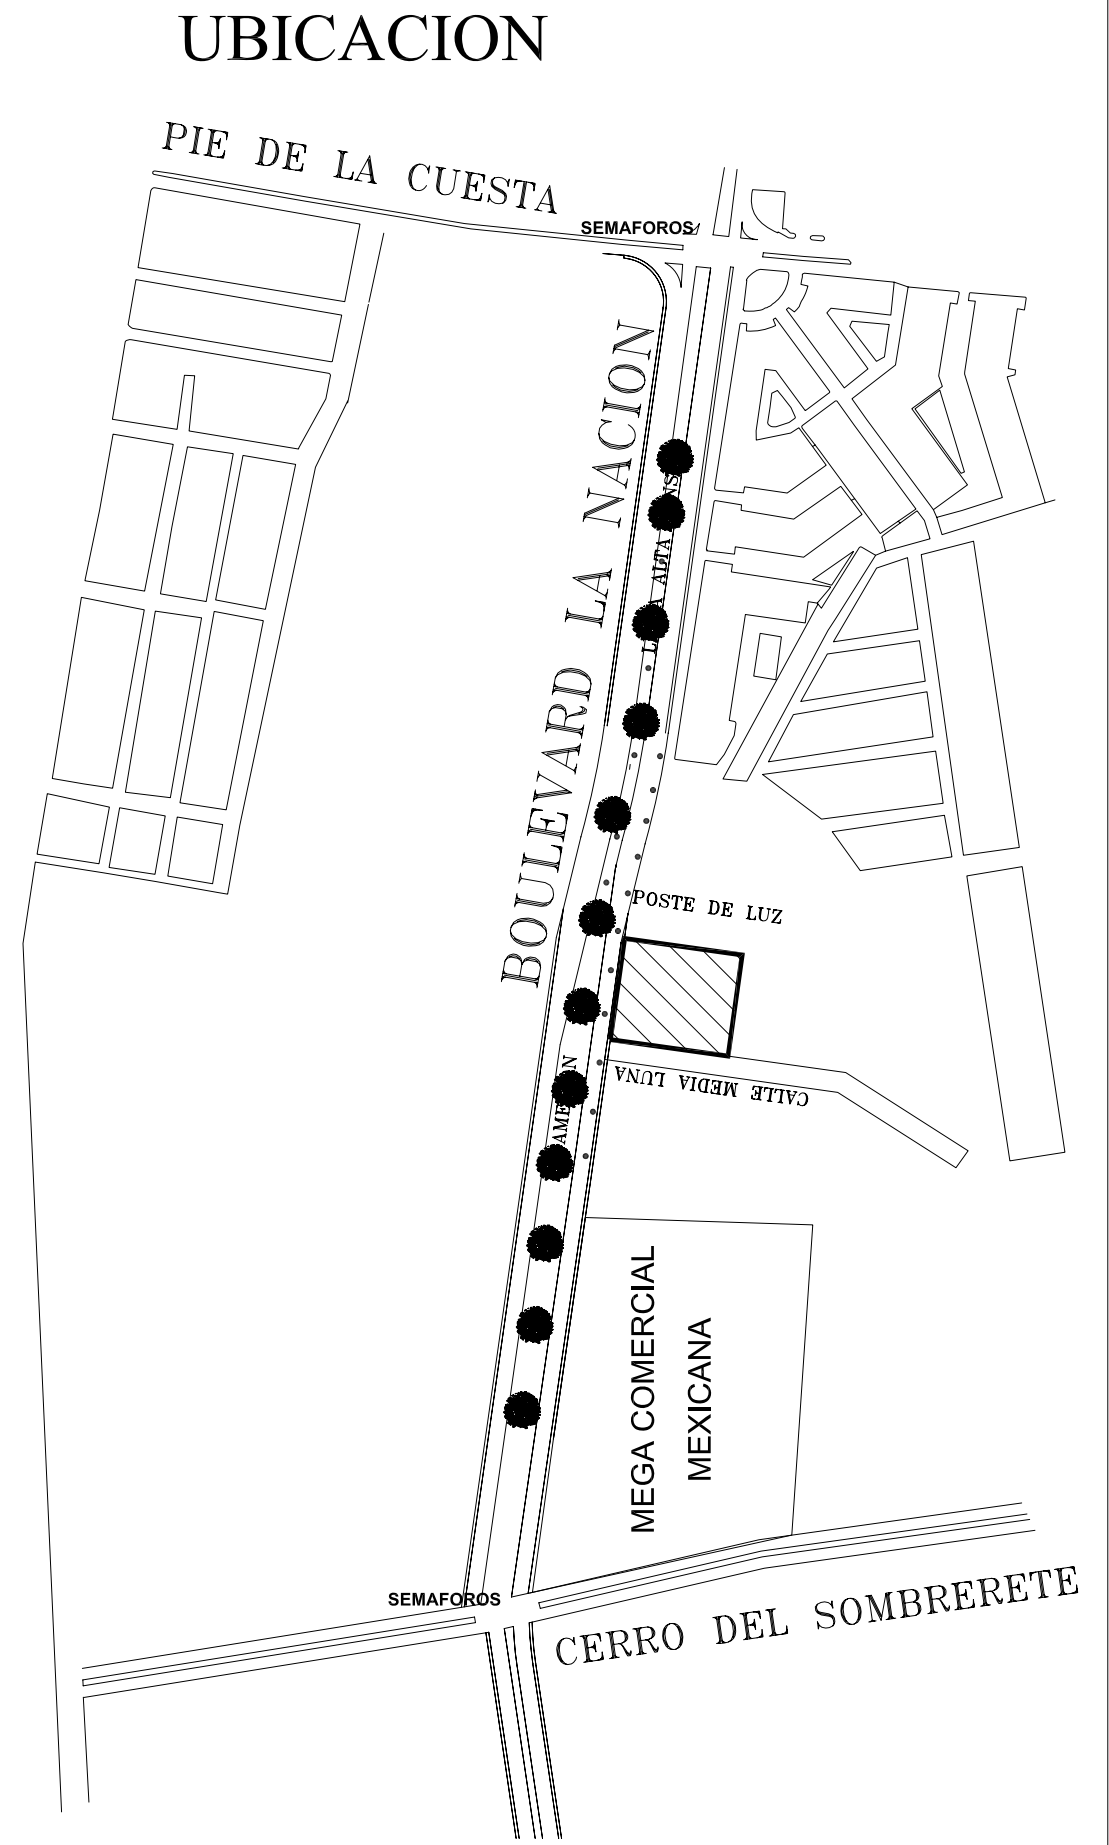 UBICACION
PIE DE LA CUESTA
SEMAFOROS
BOULEVARD LA NACION
ALTA
POSTE DE LUZ
CALLE MEDIA LUNA
MEGA COMERCIAL
MEXICANA
SEMAFOROS
CERRO DEL SOMBRERETE